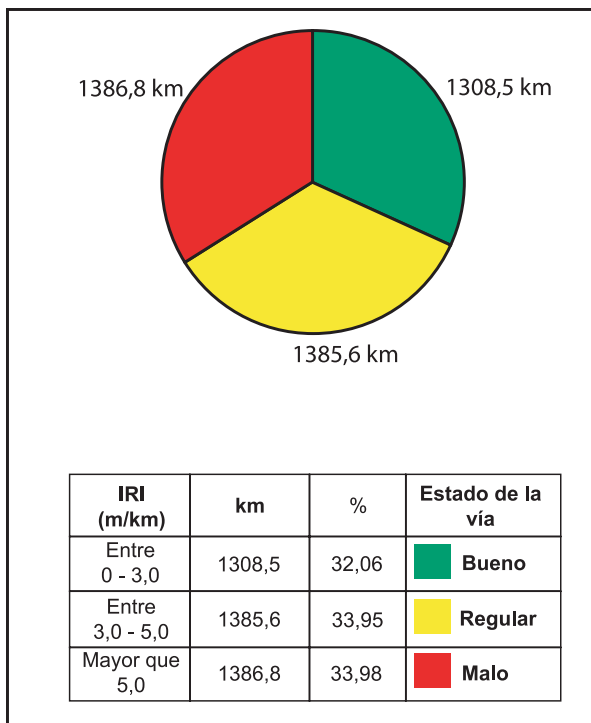 1386,8 km
1308,5 km
1385,6 km
IRI (m/km) km % Estado de la vía
Entre 0 - 3,0 1308,5 32,06 Bueno
Entre 3,0 - 5,0 1385,6 33,95 Regular
Mayor que 5,0 1386,8 33,98 Malo